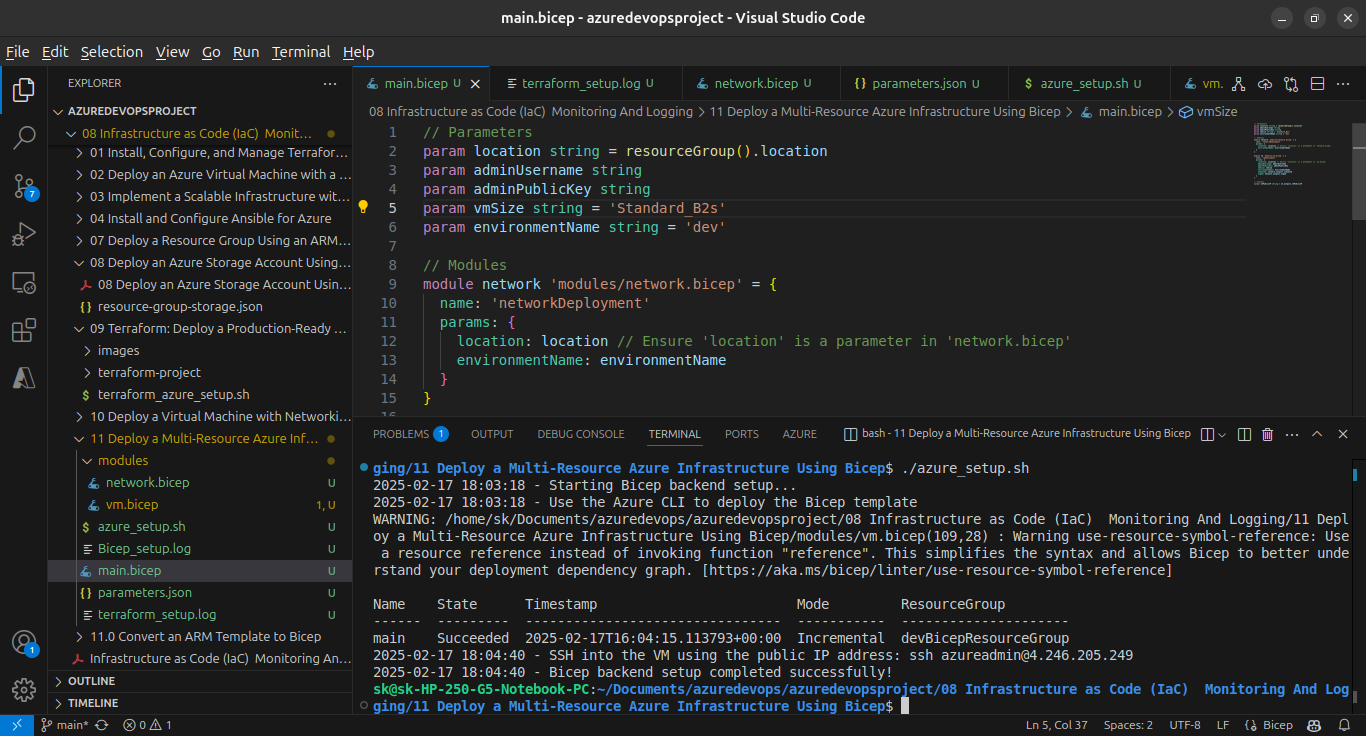 main.bicep - azuredevopsproject - Visual Studio Code
File Edit Selection View Go Run Terminal Help
EXPLORER
AZUREDEVOPSPROJECT
08 Infrastructure as Code (IaC) Monit...
01 Install, Configure, and Manage Terrafor...
02 Deploy an Azure Virtual Machine with a ...
03 Implement a Scalable Infrastructure wit...
04 Install and Configure Ansible for Azure
07 Deploy a Resource Group Using an ARM...
08 Deploy an Azure Storage Account Using...
08 Deploy an Azure Storage Account Usin...
{} resource-group-storage.json
09 Terraform: Deploy a Production-Ready ...
images
terraform-project
$ terraform_azure_setup.sh
10 Deploy a Virtual Machine with Networki...
11 Deploy a Multi-Resource Azure Inf...
modules
network.bicep U
vm.bicep 1, U
$ azure_setup.sh U
Bicep_setup.log U
main.bicep U
{} parameters.json U
terraform_setup.log U
11.0 Convert an ARM Template to Bicep
Infrastructure as Code (IaC) Monitoring An...
OUTLINE
TIMELINE
7
1
main.bicep U terraform_setup.log U network.bicep U {} parameters.json U $ azure_setup.sh U vm.
08 Infrastructure as Code (IaC) Monitoring And Logging > 11 Deploy a Multi-Resource Azure Infrastructure Using Bicep > main.bicep > vmSize
1 // Parameters
2 param location string = resourceGroup().location
3 param adminUsername string
4 param adminPublicKey string
5 param vmSize string = 'Standard_B2s'
6 param environmentName string = 'dev'
7
8 // Modules
9 module network 'modules/network.bicep' = {
10 name: 'networkDeployment'
11 params: {
12 location: location // Ensure 'location' is a parameter in 'network.bicep'
13 environmentName: environmentName
14 }
15 }
PROBLEMS 1 OUTPUT DEBUG CONSOLE TERMINAL PORTS AZURE bash - 11 Deploy a Multi-Resource Azure Infrastructure Using Bicep
ging/11 Deploy a Multi-Resource Azure Infrastructure Using Bicep$ ./azure_setup.sh
2025-02-17 18:03:18 - Starting Bicep backend setup...
2025-02-17 18:03:18 - Use the Azure CLI to deploy the Bicep template
WARNING: /home/sk/Documents/azuredevops/azuredevopsproject/08 Infrastructure as Code (IaC)  Monitoring And Logging/11 Depl
oy a Multi-Resource Azure Infrastructure Using Bicep/modules/vm.bicep(109,28) : Warning use-resource-symbol-reference: Use
a resource reference instead of invoking function "reference". This simplifies the syntax and allows Bicep to better unde
rstand your deployment dependency graph. [https://aka.ms/bicep/linter/use-resource-symbol-reference]
Name State Timestamp Mode ResourceGroup
------ --------- -------------------------------- ----------- --------------------
main Succeeded 2025-02-17T16:04:15.113793+00:00 Incremental devBicepResourceGroup
2025-02-17 18:04:40 - SSH into the VM using the public IP address: ssh azureadmin@4.246.205.249
2025-02-17 18:04:40 - Bicep backend setup completed successfully!
sk@sk-HP-250-G5-Notebook-PC:~/Documents/azuredevops/azuredevopsproject/08 Infrastructure as Code (IaC)  Monitoring And Log
ging/11 Deploy a Multi-Resource Azure Infrastructure Using Bicep$
main* 0 1 Ln 5, Col 37 Spaces: 2 UTF-8 LF Bicep